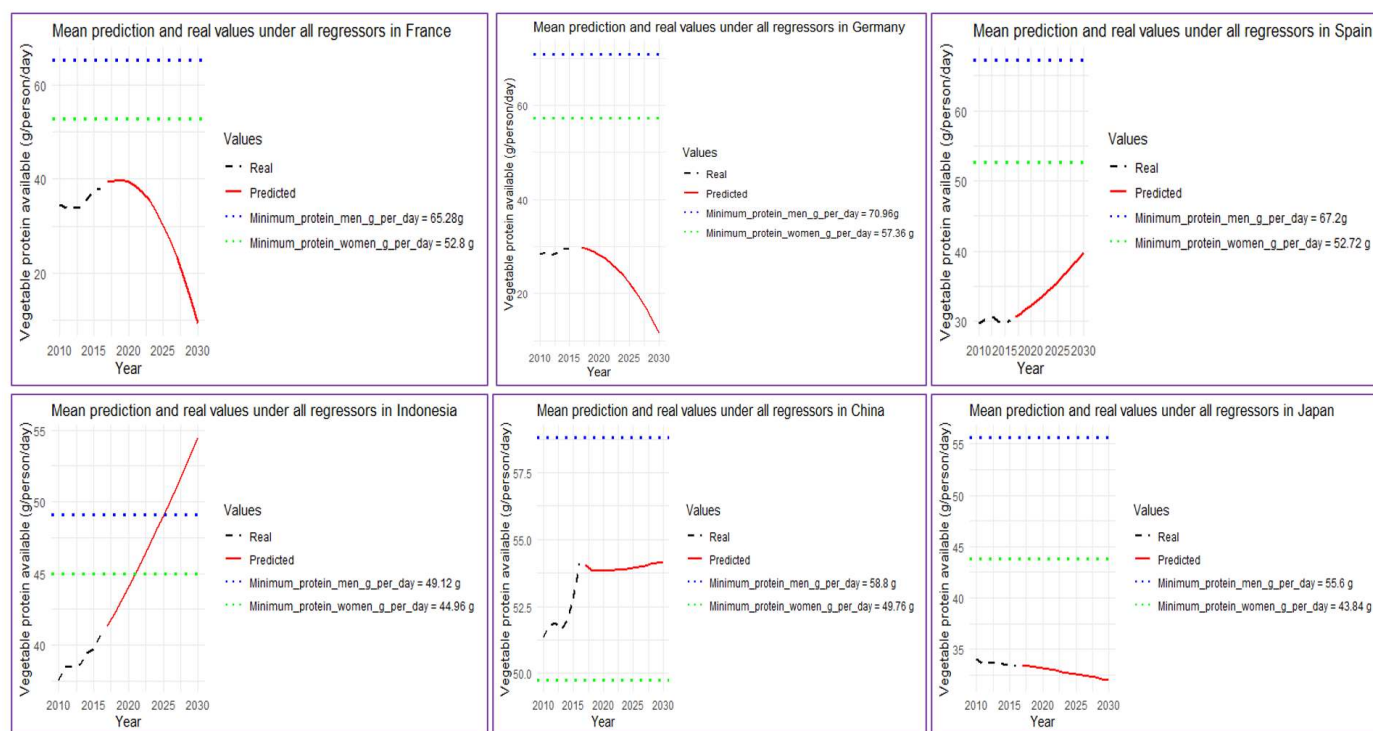 Mean prediction and real values under all regressors in France
Vegetable protein available (g/person/day)
60
40
20
2010 2015 2020 2025 2030
Year
Values
Real
Predicted
Minimum_protein_men_g_per_day = 65.28g
Minimum_protein_women_g_per_day = 52.8 g
Mean prediction and real values under all regressors in Germany
Vegetable protein available (g/person/day)
60
40
20
2010 2015 2020 2025 2030
Year
Values
Real
Predicted
Minimum_protein_men_g_per_day = 70.96g
Minimum_protein_women_g_per_day = 57.36 g
Mean prediction and real values under all regressors in Spain
Vegetable protein available (g/person/day)
60
50
40
30
2010 2015 2020 2025 2030
Year
Values
Real
Predicted
Minimum_protein_men_g_per_day = 67.2g
Minimum_protein_women_g_per_day = 52.72 g
Mean prediction and real values under all regressors in Indonesia
Vegetable protein available (g/person/day)
55
50
45
40
2010 2015 2020 2025 2030
Year
Values
Real
Predicted
Minimum_protein_men_g_per_day = 49.12 g
Minimum_protein_women_g_per_day = 44.96 g
Mean prediction and real values under all regressors in China
Vegetable protein available (g/person/day)
57.5
55.0
52.5
50.0
2010 2015 2020 2025 2030
Year
Values
Real
Predicted
Minimum_protein_men_g_per_day = 58.8 g
Minimum_protein_women_g_per_day = 49.76 g
Mean prediction and real values under all regressors in Japan
Vegetable protein available (g/person/day)
55
50
45
40
35
2010 2015 2020 2025 2030
Year
Values
Real
Predicted
Minimum_protein_men_g_per_day = 55.6 g
Minimum_protein_women_g_per_day = 43.84 g